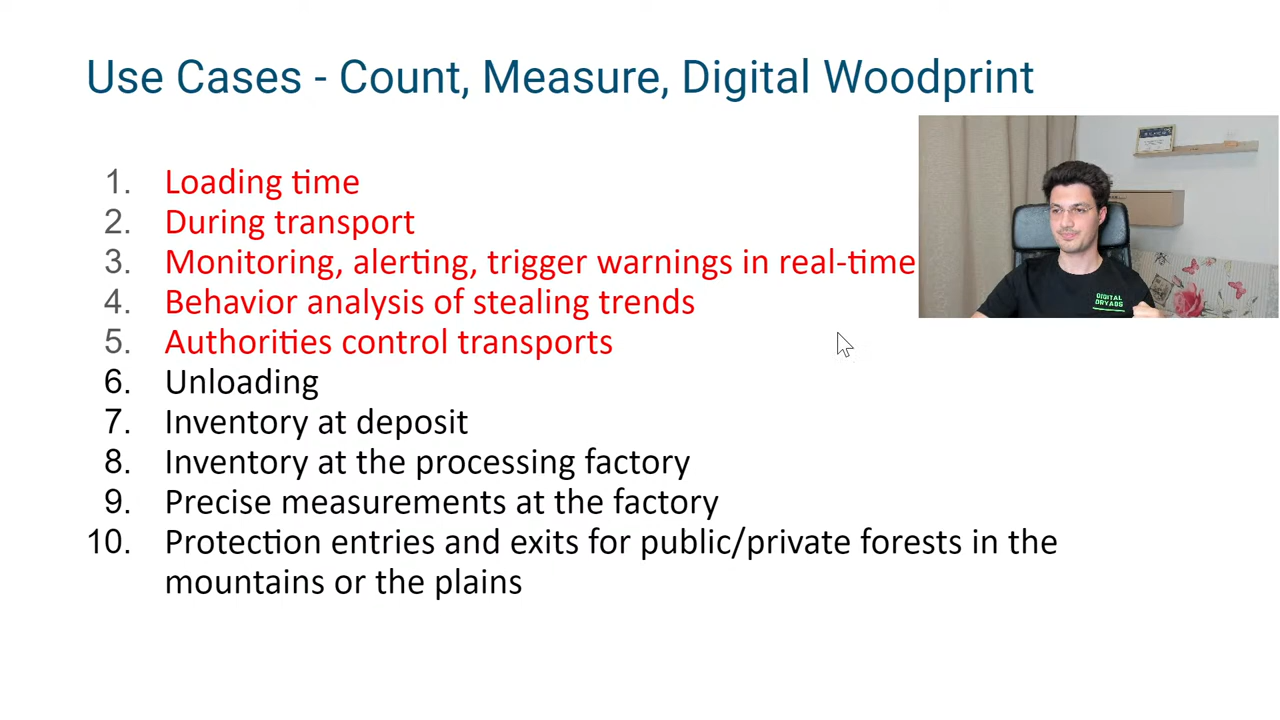 Use Cases - Count, Measure, Digital Woodprint
1. Loading time
2. During transport
3. Monitoring, alerting, trigger warnings in real-time
4. Behavior analysis of stealing trends
5. Authorities control transports
6. Unloading
7. Inventory at deposit
8. Inventory at the processing factory
9. Precise measurements at the factory
10. Protection entries and exits for public/private forests in the
mountains or the plains
DIGITAL
DRYADS